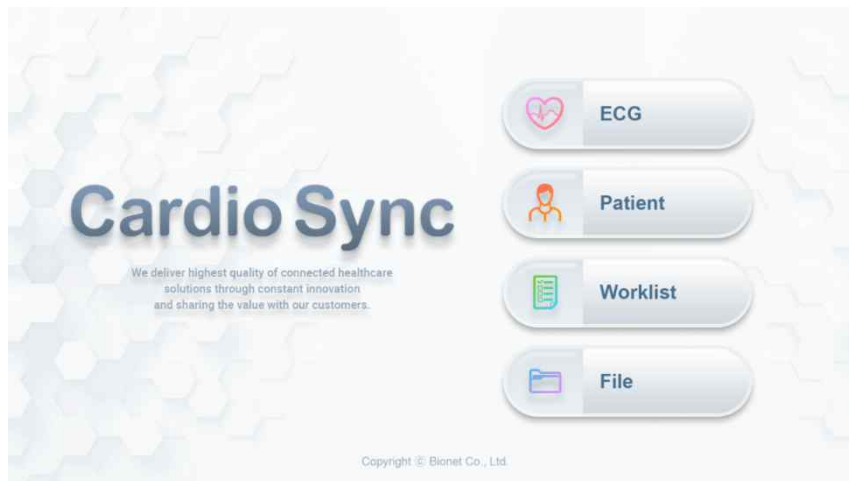 Cardio Sync
We deliver highest quality of connected healthcare
solutions through constant innovation
and sharing the value with our customers.
ECG
Patient
Worklist
File
Copyright ⓒ Bionet Co., Ltd.